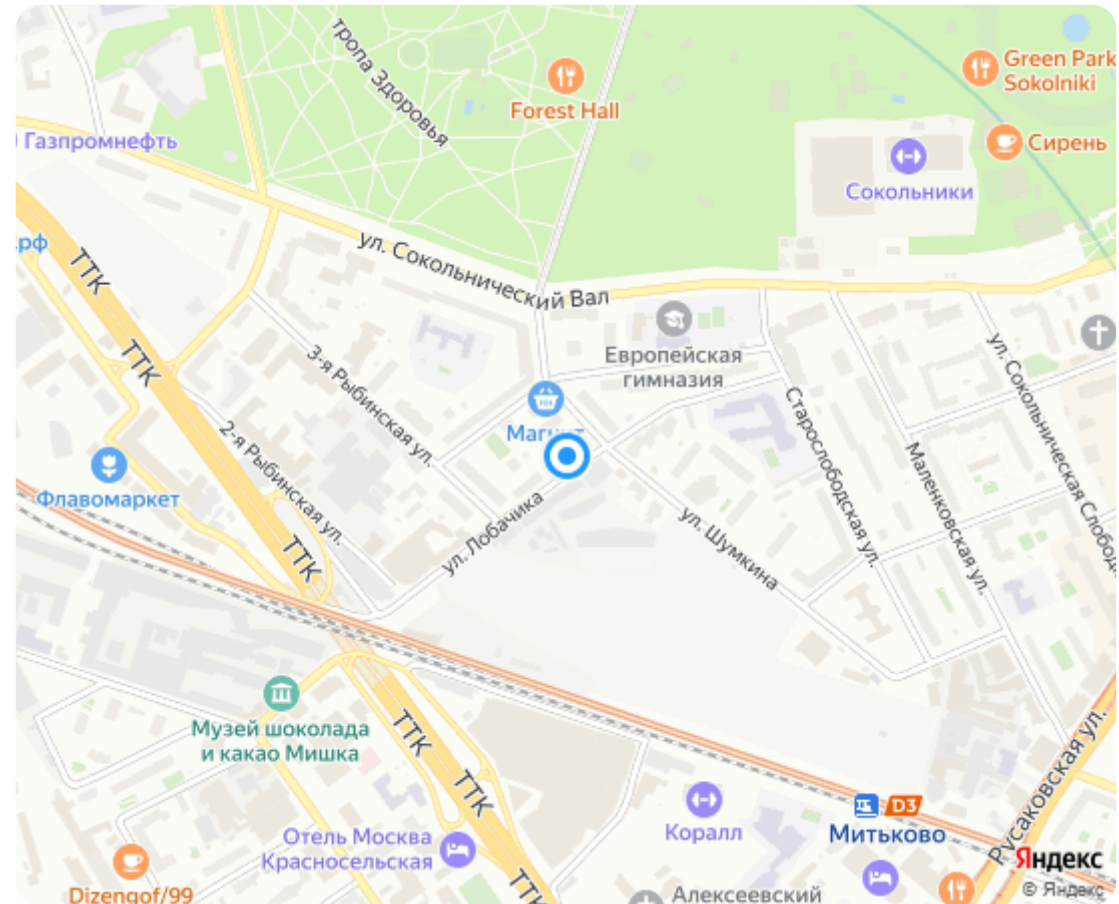 тропа Здоровья
Forest Hall
Green Park
Sokolniki
Газпромнефть
Сирень
Сокольники
.рф
ТТК
ул. Сокольнический Вал
Европейская
гимназия
ТТК
3-я Рыбинская ул.
Магнит
ул. Сокольническая Слобод
Старослободская ул.
Маленковская ул.
2-я Рыбинская ул.
Флавомаркет
ул. Лобачика
ул. Шумкина
ТТК
Музей шоколада
и какао Мишка
ТТК
ТТК
Коралл
D3
Митьково
Русаковская ул.
Отель Москва
Красносельская
Яндекс
© Яндекс
Dizengof/99
ТТК
Алексеевский